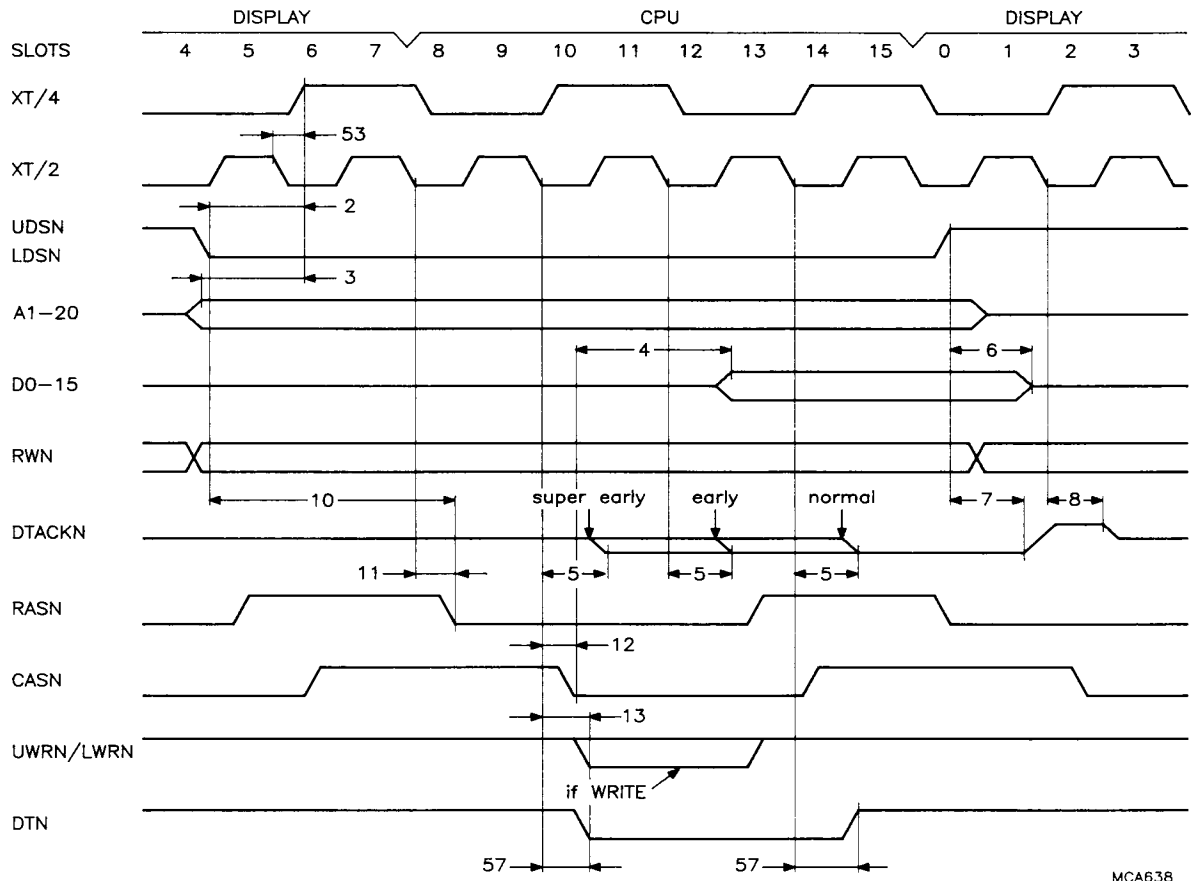 DISPLAY CPU DISPLAY
SLOTS 4 5 6 7 8 9 10 11 12 13 14 15 0 1 2 3
XT/4
53
XT/2
2
UDSN
LDSN
3
A1-20
4 6
D0-15
RWN
10 super early early normal 7 8
DTACKN
11 5 5 5
RASN
12
CASN
13
UWRN/LWRN
if WRITE
DTN
57 57
MCA638